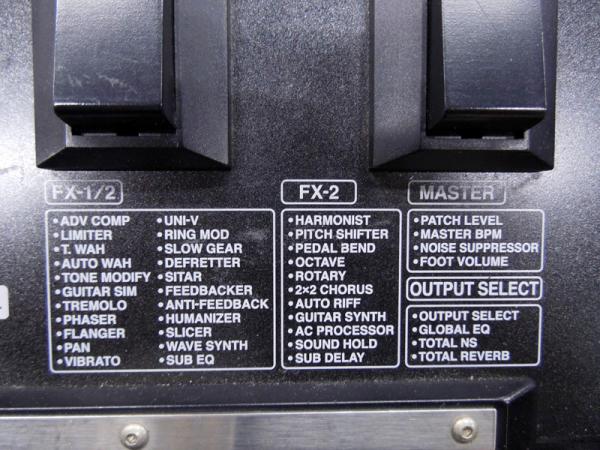 FX-1/2
• ADV COMP
• LIMITER
• T. WAH
• AUTO WAH
• TONE MODIFY
• GUITAR SIM
• TREMOLO
• PHASER
• FLANGER
• PAN
• VIBRATO
• UNI-V
• RING MOD
• SLOW GEAR
• DEFRETTER
• SITAR
• FEEDBACKER
• ANTI-FEEDBACK
• HUMANIZER
• SLICER
• WAVE SYNTH
• SUB EQ
FX-2
• HARMONIST
• PITCH SHIFTER
• PEDAL BEND
• OCTAVE
• ROTARY
• 2×2 CHORUS
• AUTO RIFF
• GUITAR SYNTH
• AC PROCESSOR
• SOUND HOLD
• SUB DELAY
MASTER
• PATCH LEVEL
• MASTER BPM
• NOISE SUPPRESSOR
• FOOT VOLUME
OUTPUT SELECT
• OUTPUT SELECT
• GLOBAL EQ
• TOTAL NS
• TOTAL REVERB